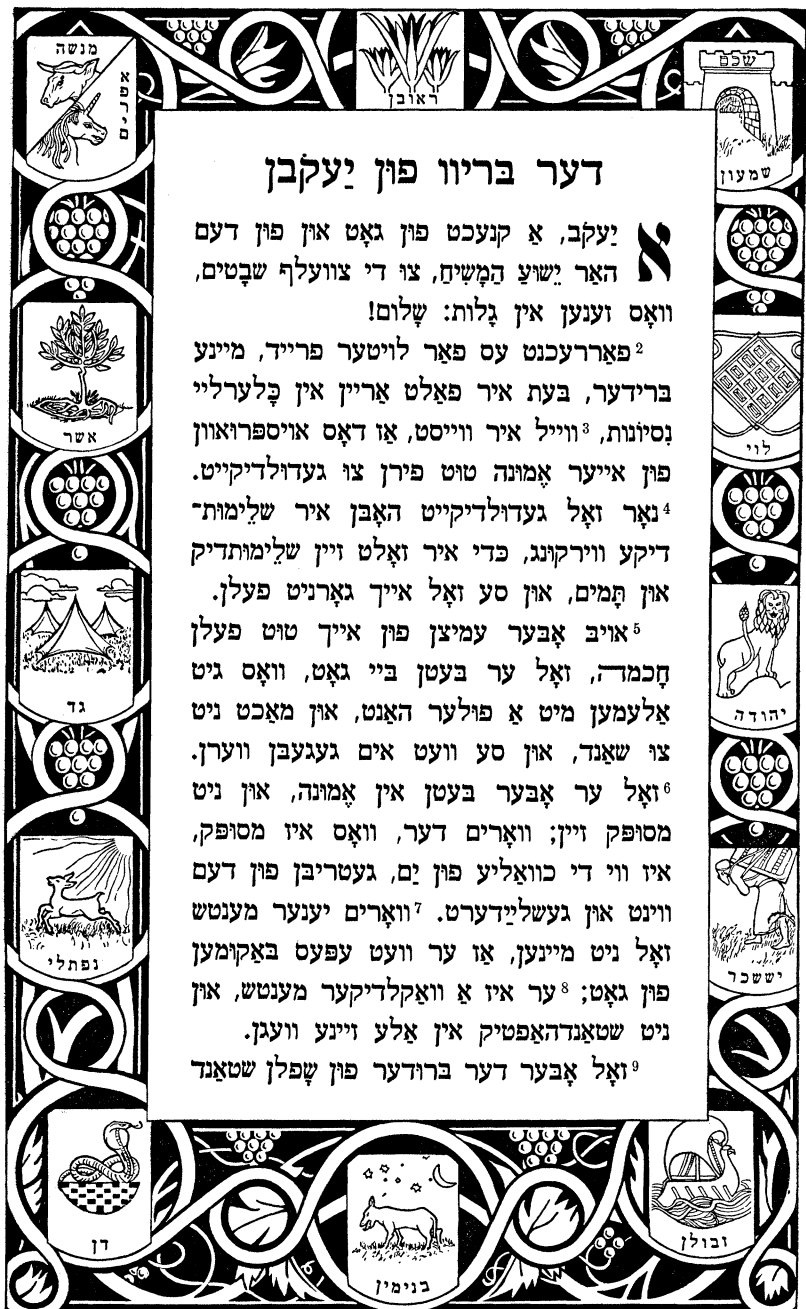 מנשה
אפרים
ראובן
שכם
שמעון
דער בריוו פון יַעקֹבן
א יַעקֹב, אַ קנעכט פון גאָט און פון דעם
האַר יֵשוּעַ הַמָשִיחַ, צו די צוועלף שבָטים,
וואָס זענען אין גָלות: שָלום!
2 פאַררעכנט עס פאַר לויטער פרייד, מיינע
ברידער, בעת איר פאַלט אַריין אין כָּלערליי
נִסיונות, 3 ווייל איר ווייסט, אַז דאָס אויספּרואוון
פון אייער אֱמונה טוט פירן צו געדולדיקייט.
4 נאָר זאָל געדולדיקייט האָבן איר שלֵימות־
דיקע ווירקונג, כּדי איר זאָלט זיין שלֵימותדיק
און תָּמים, און סע זאָל אייך גאָרניט פעלן.
5 אויב אָבער עמיצן פון אייך טוט פעלן
חָכמה, זאָל ער בעטן ביי גאָט, וואָס גיט
אַלעמען מיט אַ פולער האַנט, און מאַכט ניט
צו שאַנד, און סע וועט אים געגעבן ווערן.
6 זאָל ער אָבער בעטן אין אֱמונה, און ניט
מסופק זיין; וואָרים דער, וואָס איז מסופק,
איז ווי די כוואַליע פון יַם, געטריבן פון דעם
ווינט און געשליַידערט. 7 וואָרים יענער מענטש
זאָל ניט מיינען, אַז ער וועט עפּעס באַקומען
פון גאָט; 8 ער איז אַ וואַקלדיקער מענטש, און
ניט שטאַנדהאַפטיק אין אַלע זיינע וועגן.
9 זאָל אָבער דער ברודער פון שָפלן שטאַנד
אשר
לוי
גד
יהודה
נפתלי
יששכר
דן
בנימין
זבולן